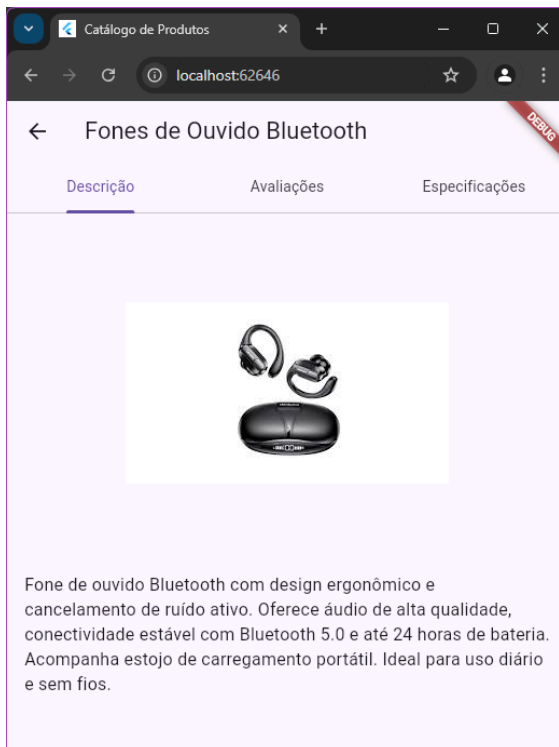 Catálogo de Produtos
localhost:62646
Fones de Ouvido Bluetooth
DEBUG
Descrição
Avaliações
Especificações
Fone de ouvido Bluetooth com design ergonômico e
cancelamento de ruído ativo. Oferece áudio de alta qualidade,
conectividade estável com Bluetooth 5.0 e até 24 horas de bateria.
Acompanha estojo de carregamento portátil. Ideal para uso diário
e sem fios.